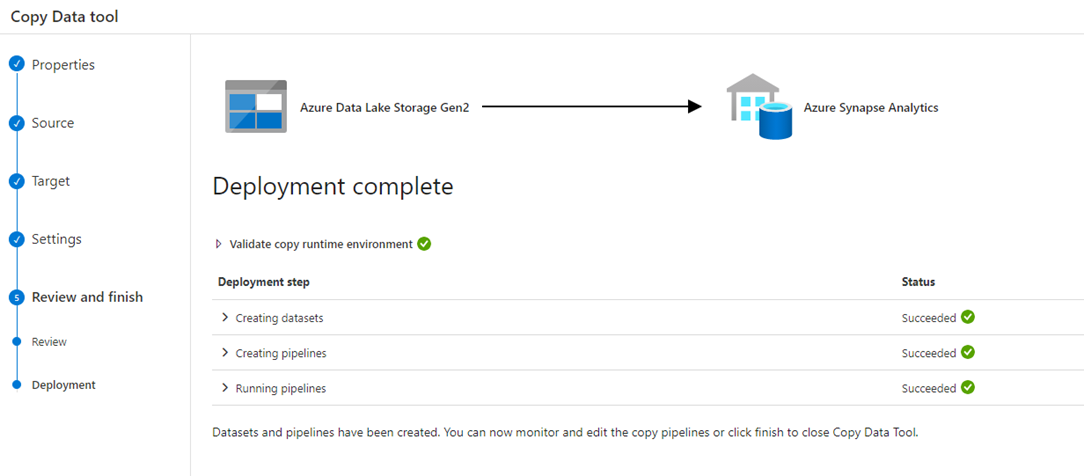 Copy Data tool
Properties
Source
Target
Settings
5 Review and finish
Review
Deployment
Azure Data Lake Storage Gen2
Azure Synapse Analytics
Deployment complete
Validate copy runtime environment
Deployment step Status
Creating datasets Succeeded
Creating pipelines Succeeded
Running pipelines Succeeded
Datasets and pipelines have been created. You can now monitor and edit the copy pipelines or click finish to close Copy Data Tool.